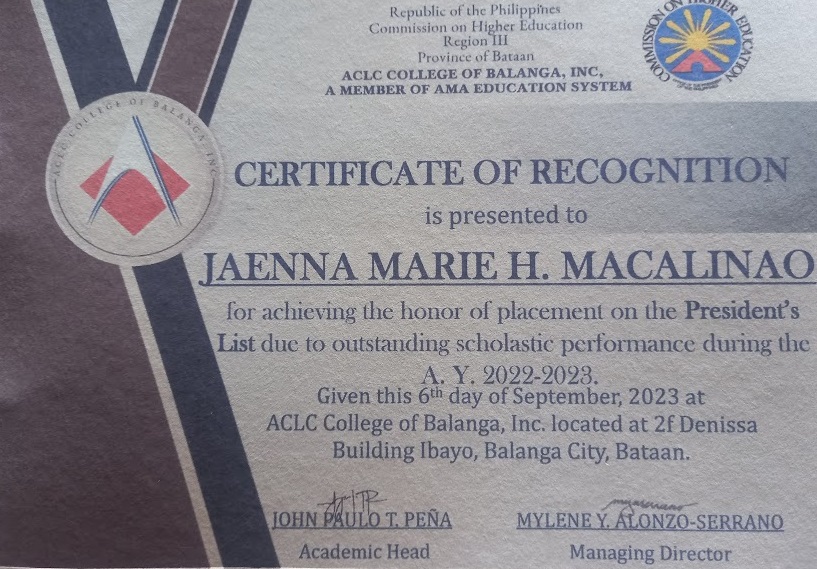 Republic of the Philippines
Commission on Higher Education
Region III
Province of Bataan
ACLC COLLEGE OF BALANGA, INC,
A MEMBER OF AMA EDUCATION SYSTEM
COMMISSION ON HIGHER EDUCATION
ACLC COLLEGE OF BALANGA, INC
CERTIFICATE OF RECOGNITION
is presented to
JAENNA MARIE H. MACALINAO
for achieving the honor of placement on the President's
List due to outstanding scholastic performance during the
A. Y. 2022-2023.
Given this 6th day of September, 2023 at
ACLC College of Balanga, Inc. located at 2f Denissa
Building Ibayo, Balanga City, Bataan.
JOHN PAULO T. PEÑA
Academic Head
MYLENE Y. ALONZO-SERRANO
Managing Director